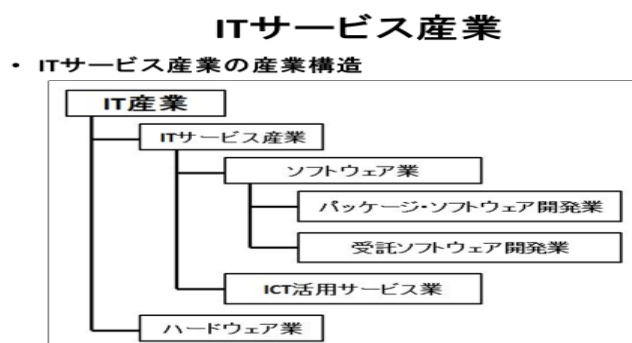 ITサービス産業
• ITサービス産業の産業構造
IT産業
ITサービス産業
ソフトウェア業
パッケージ・ソフトウェア開発業
受託ソフトウェア開発業
ICT活用サービス業
ハードウェア業